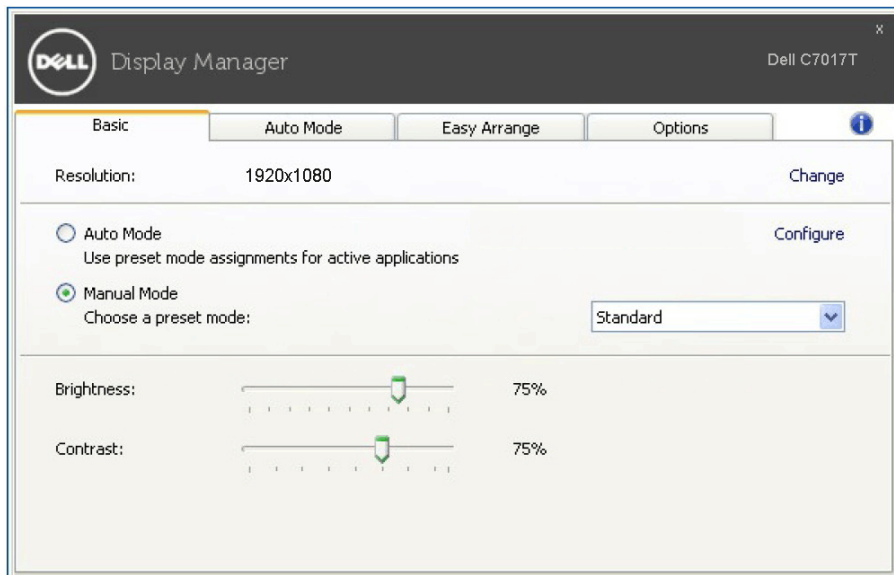 x
DELL Display Manager Dell C7017T
Basic Auto Mode Easy Arrange Options i
Resolution: 1920x1080 Change
Auto Mode Configure
Use preset mode assignments for active applications
Manual Mode
Choose a preset mode: Standard
Brightness: 75%
Contrast: 75%